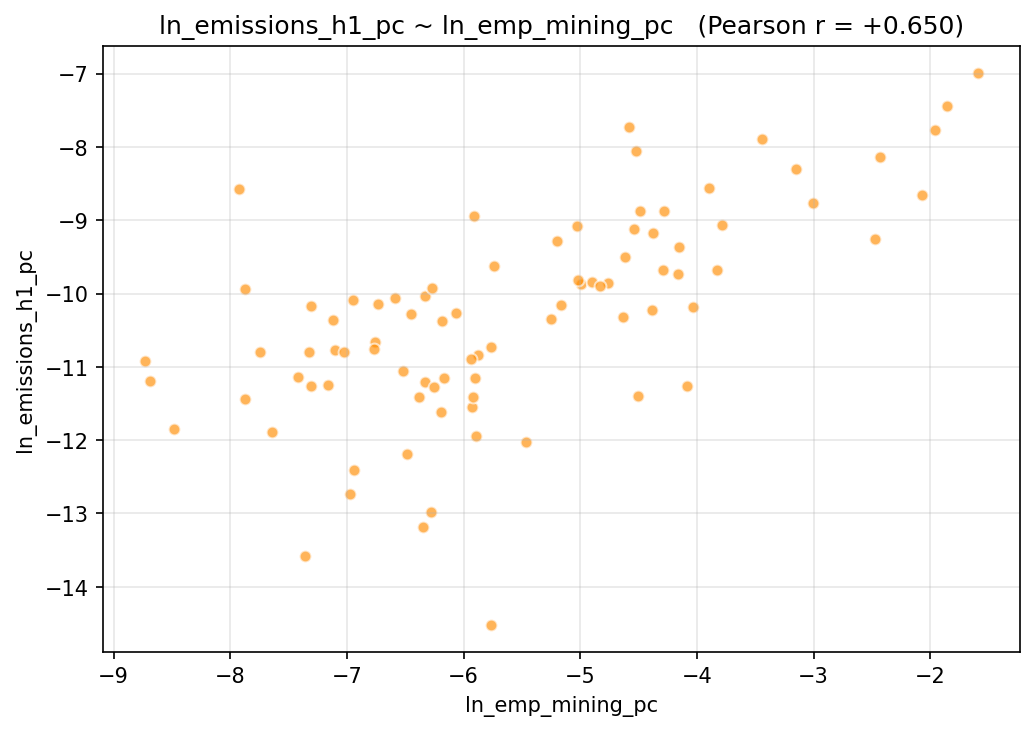 ln_emissions_h1_pc ~ ln_emp_mining_pc   (Pearson r = +0.650)
−7
−8
−9
−10
−11
−12
−13
−14
ln_emissions_h1_pc
−9 −8 −7 −6 −5 −4 −3 −2
ln_emp_mining_pc